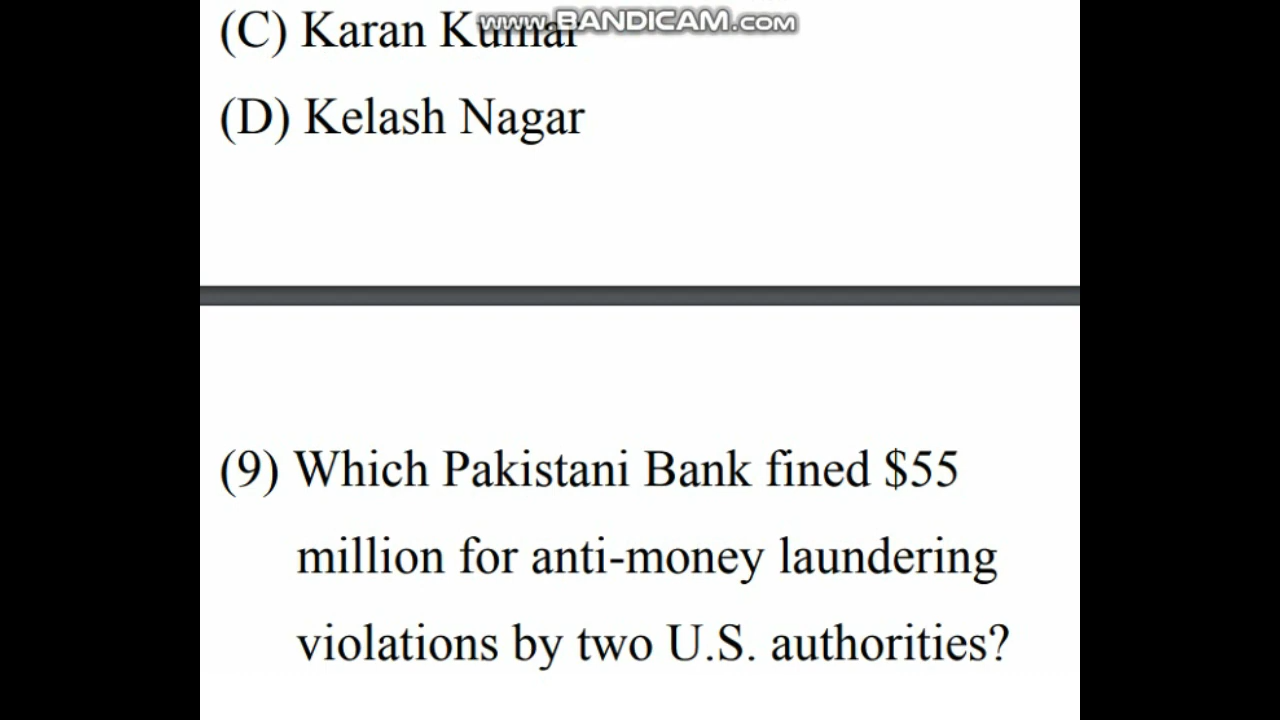 www.BANDICAM.com
(C) Karan Kumar
(D) Kelash Nagar
(9) Which Pakistani Bank fined $55
million for anti-money laundering
violations by two U.S. authorities?